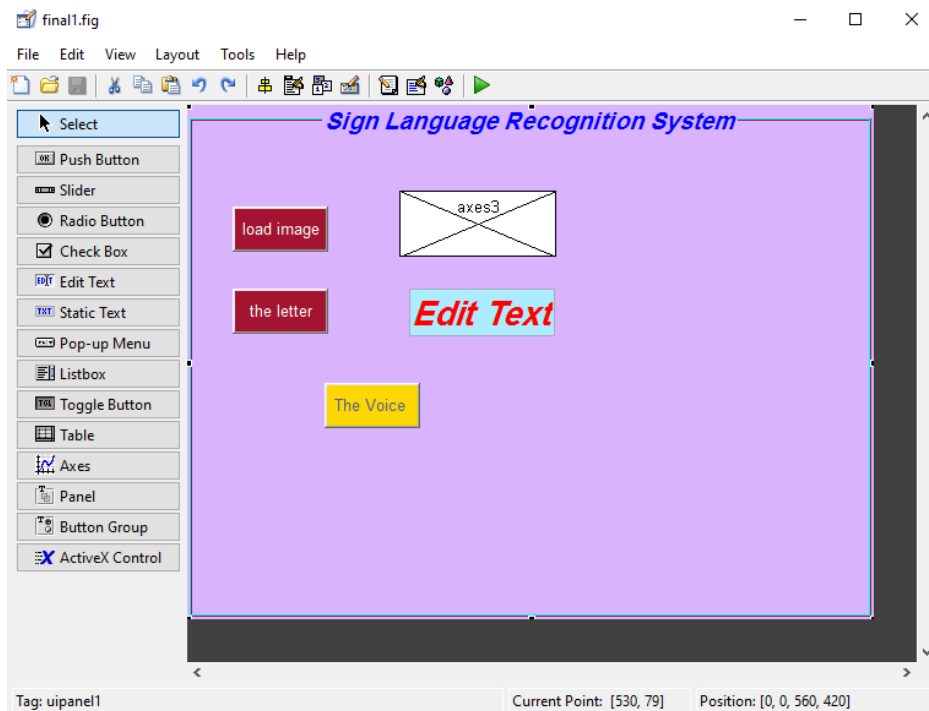 final1.fig
File Edit View Layout Tools Help
Select
Push Button
Slider
Radio Button
Check Box
Edit Text
Static Text
Pop-up Menu
Listbox
Toggle Button
Table
Axes
Panel
Button Group
ActiveX Control
Sign Language Recognition System
load image
axes3
the letter
Edit Text
The Voice
Tag: uipanel1 Current Point: [530, 79] Position: [0, 0, 560, 420]